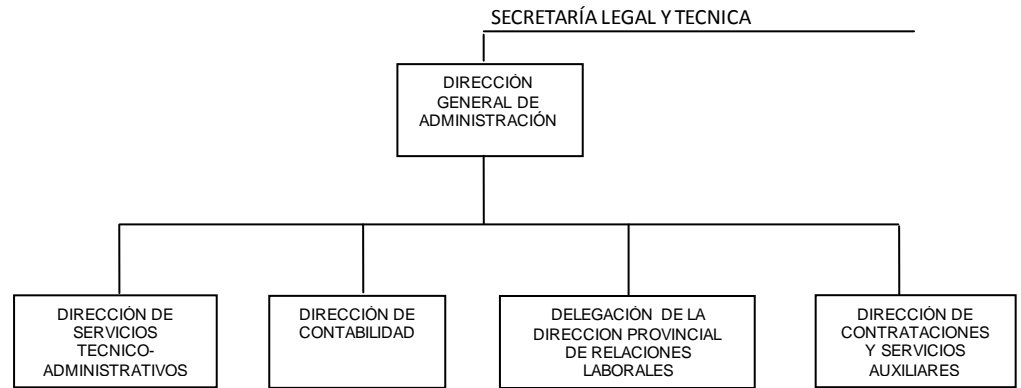 SECRETARÍA LEGAL Y TECNICA
DIRECCIÓN
GENERAL DE
ADMINISTRACIÓN
DIRECCIÓN DE
SERVICIOS
TECNICO-
ADMINISTRATIVOS
DIRECCIÓN DE
CONTABILIDAD
DELEGACIÓN DE LA
DIRECCION PROVINCIAL
DE RELACIONES
LABORALES
DIRECCIÓN DE
CONTRATACIONES
Y SERVICIOS
AUXILIARES